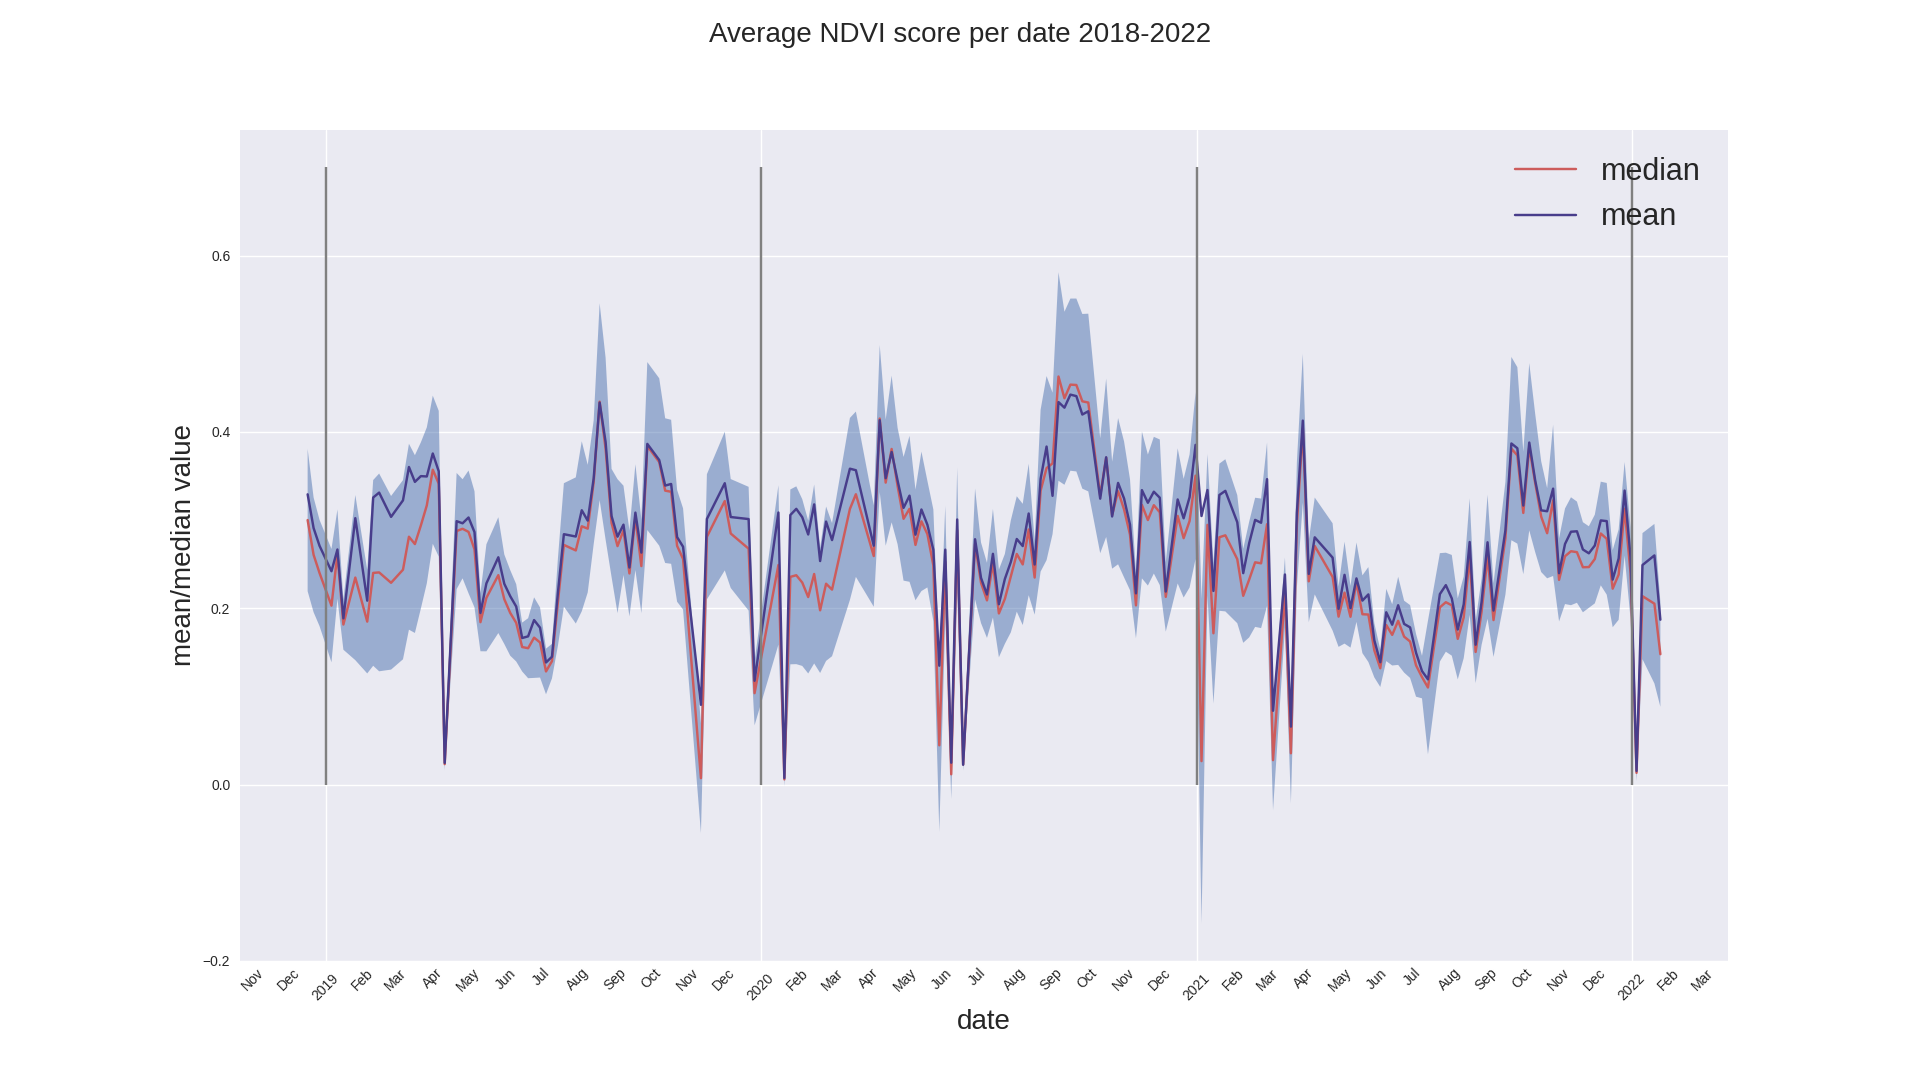 Average NDVI score per date 2018-2022
median
mean
mean/median value
0.6
0.4
0.2
0.0
−0.2
Nov Dec 2019 Feb Mar Apr May Jun Jul Aug Sep Oct Nov Dec 2020 Feb Mar Apr May Jun Jul Aug Sep Oct Nov Dec 2021 Feb Mar Apr May Jun Jul Aug Sep Oct Nov Dec 2022 Feb Mar
date